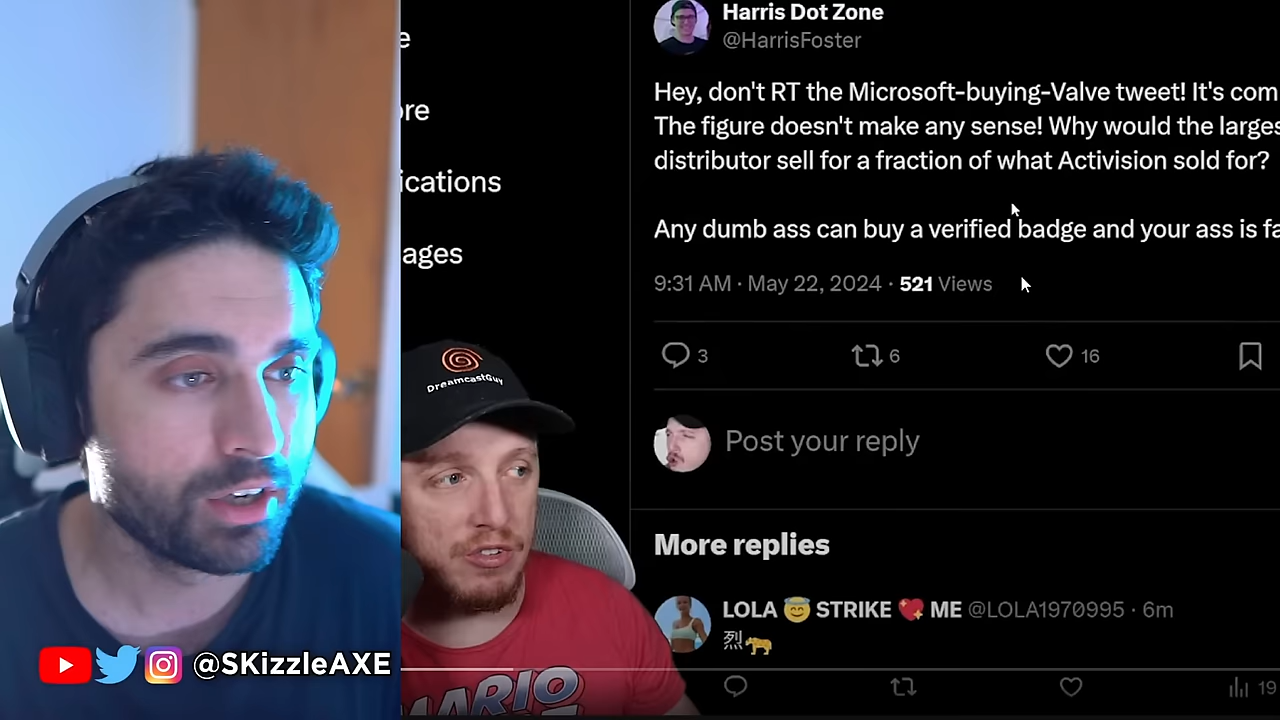 Harris Dot Zone
@HarrisFoster
e
Hey, don't RT the Microsoft-buying-Valve tweet! It's com
ore
The figure doesn't make any sense! Why would the larges
distributor sell for a fraction of what Activision sold for?
ications
Any dumb ass can buy a verified badge and your ass is fa
ages
9:31 AM · May 22, 2024 · 521 Views
3 6 16
DreamcastGuy
Post your reply
More replies
LOLA 😇 STRIKE 💘 ME @LOLA1970995 · 6m
烈🐅
@SKizzleAXE
MARIO
19